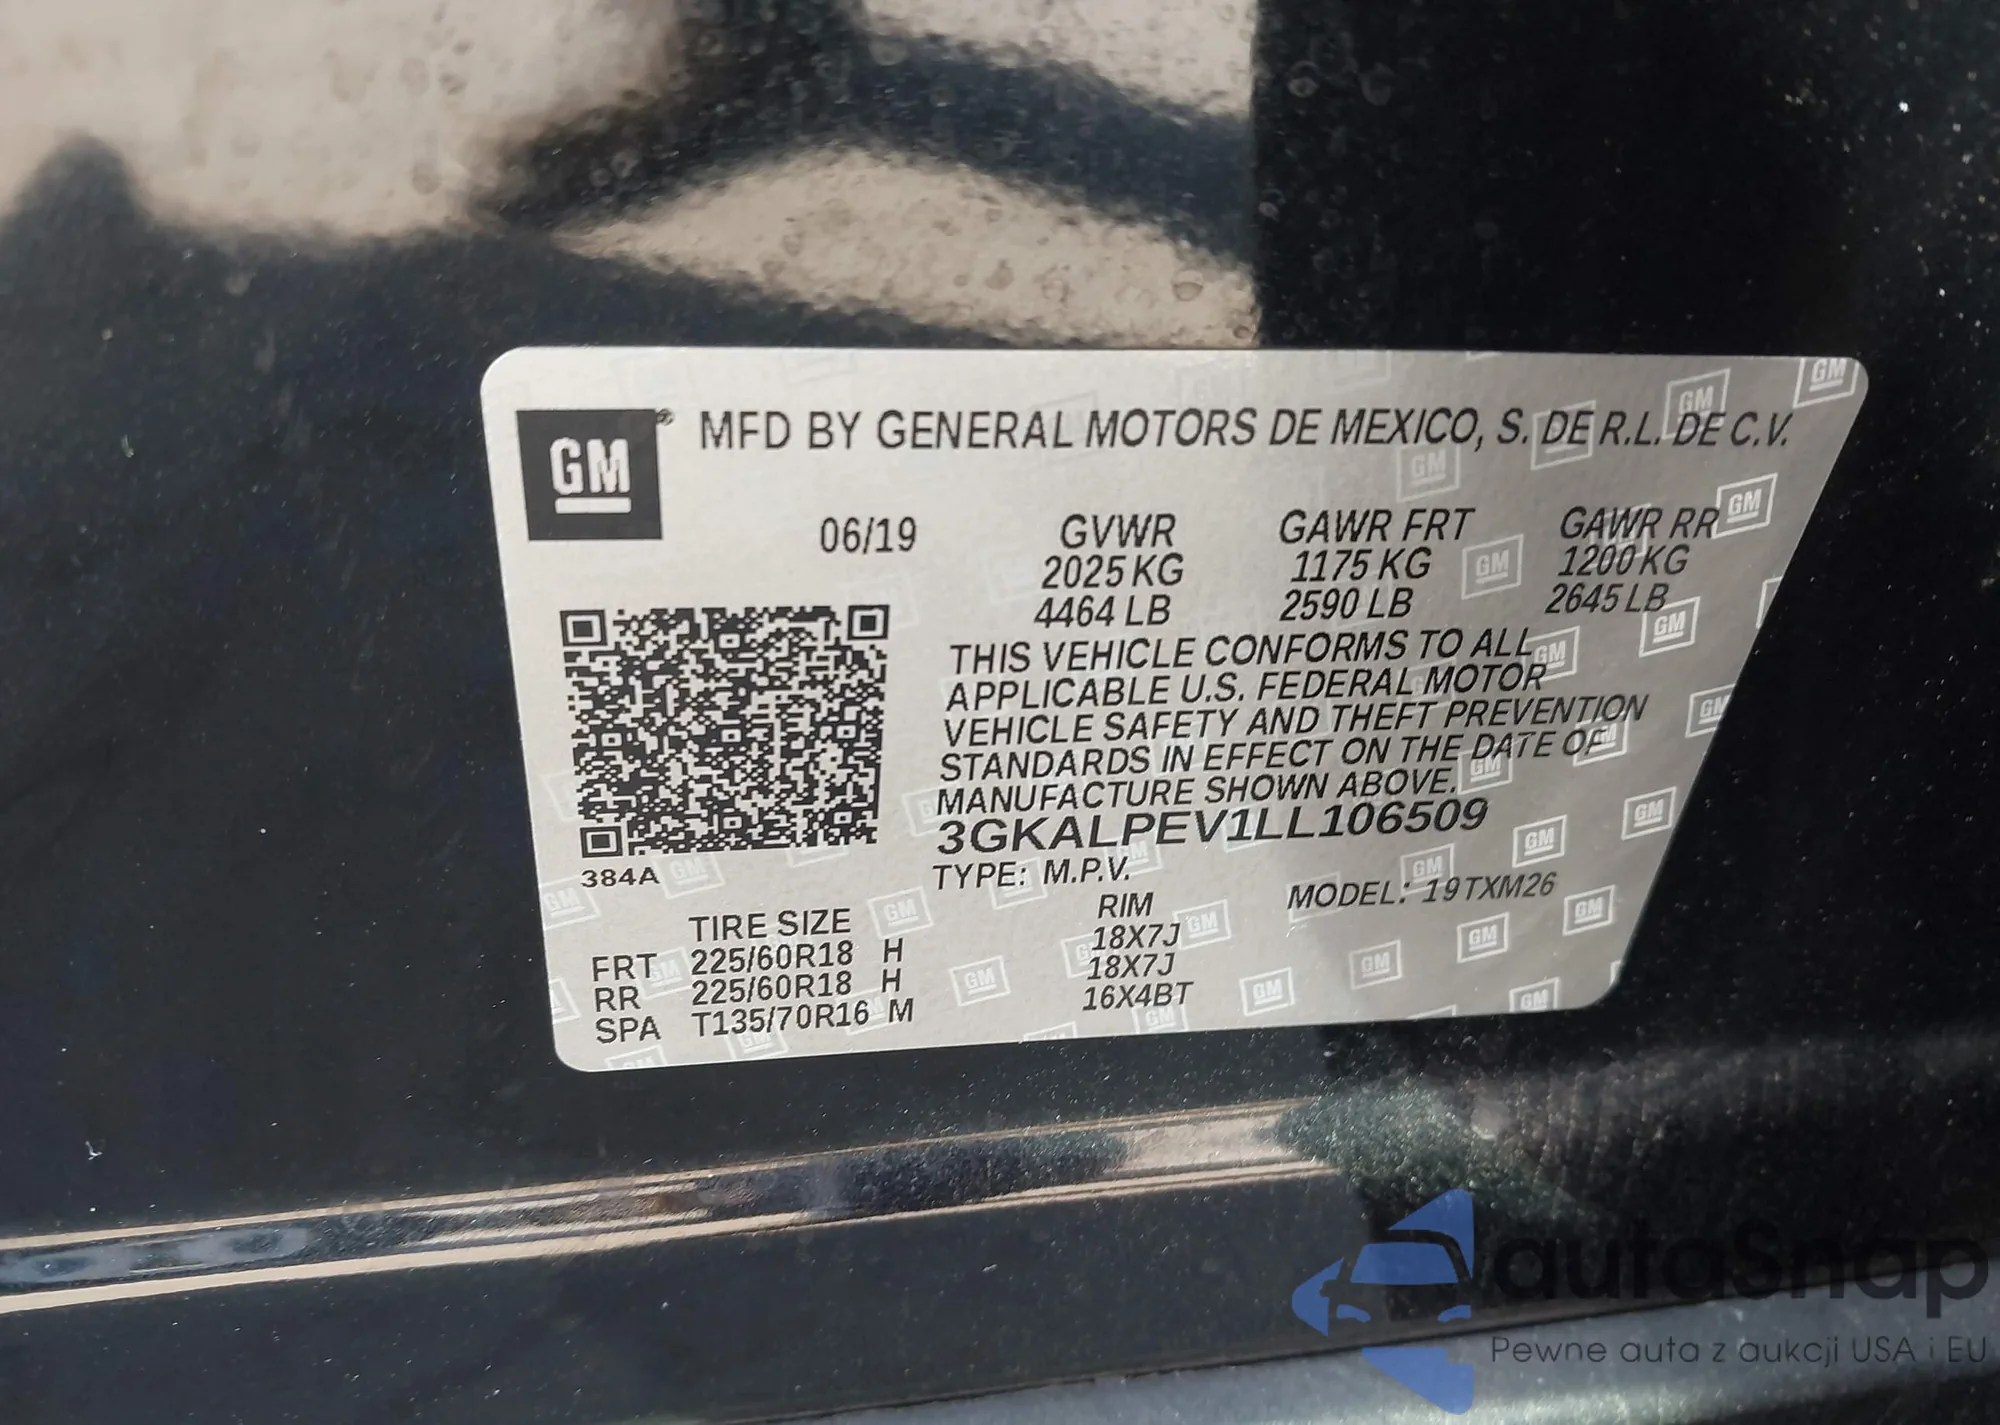 GM ® MFD BY GENERAL MOTORS DE MEXICO, S. DE R.L. DE C.V.
06/19 GVWR GAWR FRT GAWR RR
2025 KG 1175 KG 1200 KG
4464 LB 2590 LB 2645 LB
THIS VEHICLE CONFORMS TO ALL
APPLICABLE U.S. FEDERAL MOTOR
VEHICLE SAFETY AND THEFT PREVENTION
STANDARDS IN EFFECT ON THE DATE OF
MANUFACTURE SHOWN ABOVE.
3GKALPEV1LL106509
384A TYPE: M.P.V. MODEL: 19TXM26
TIRE SIZE RIM
FRT 225/60R18 H 18X7J
RR 225/60R18 H 18X7J
SPA T135/70R16 M 16X4BT
autoSnap
Pewne auta z aukcji USA i EU